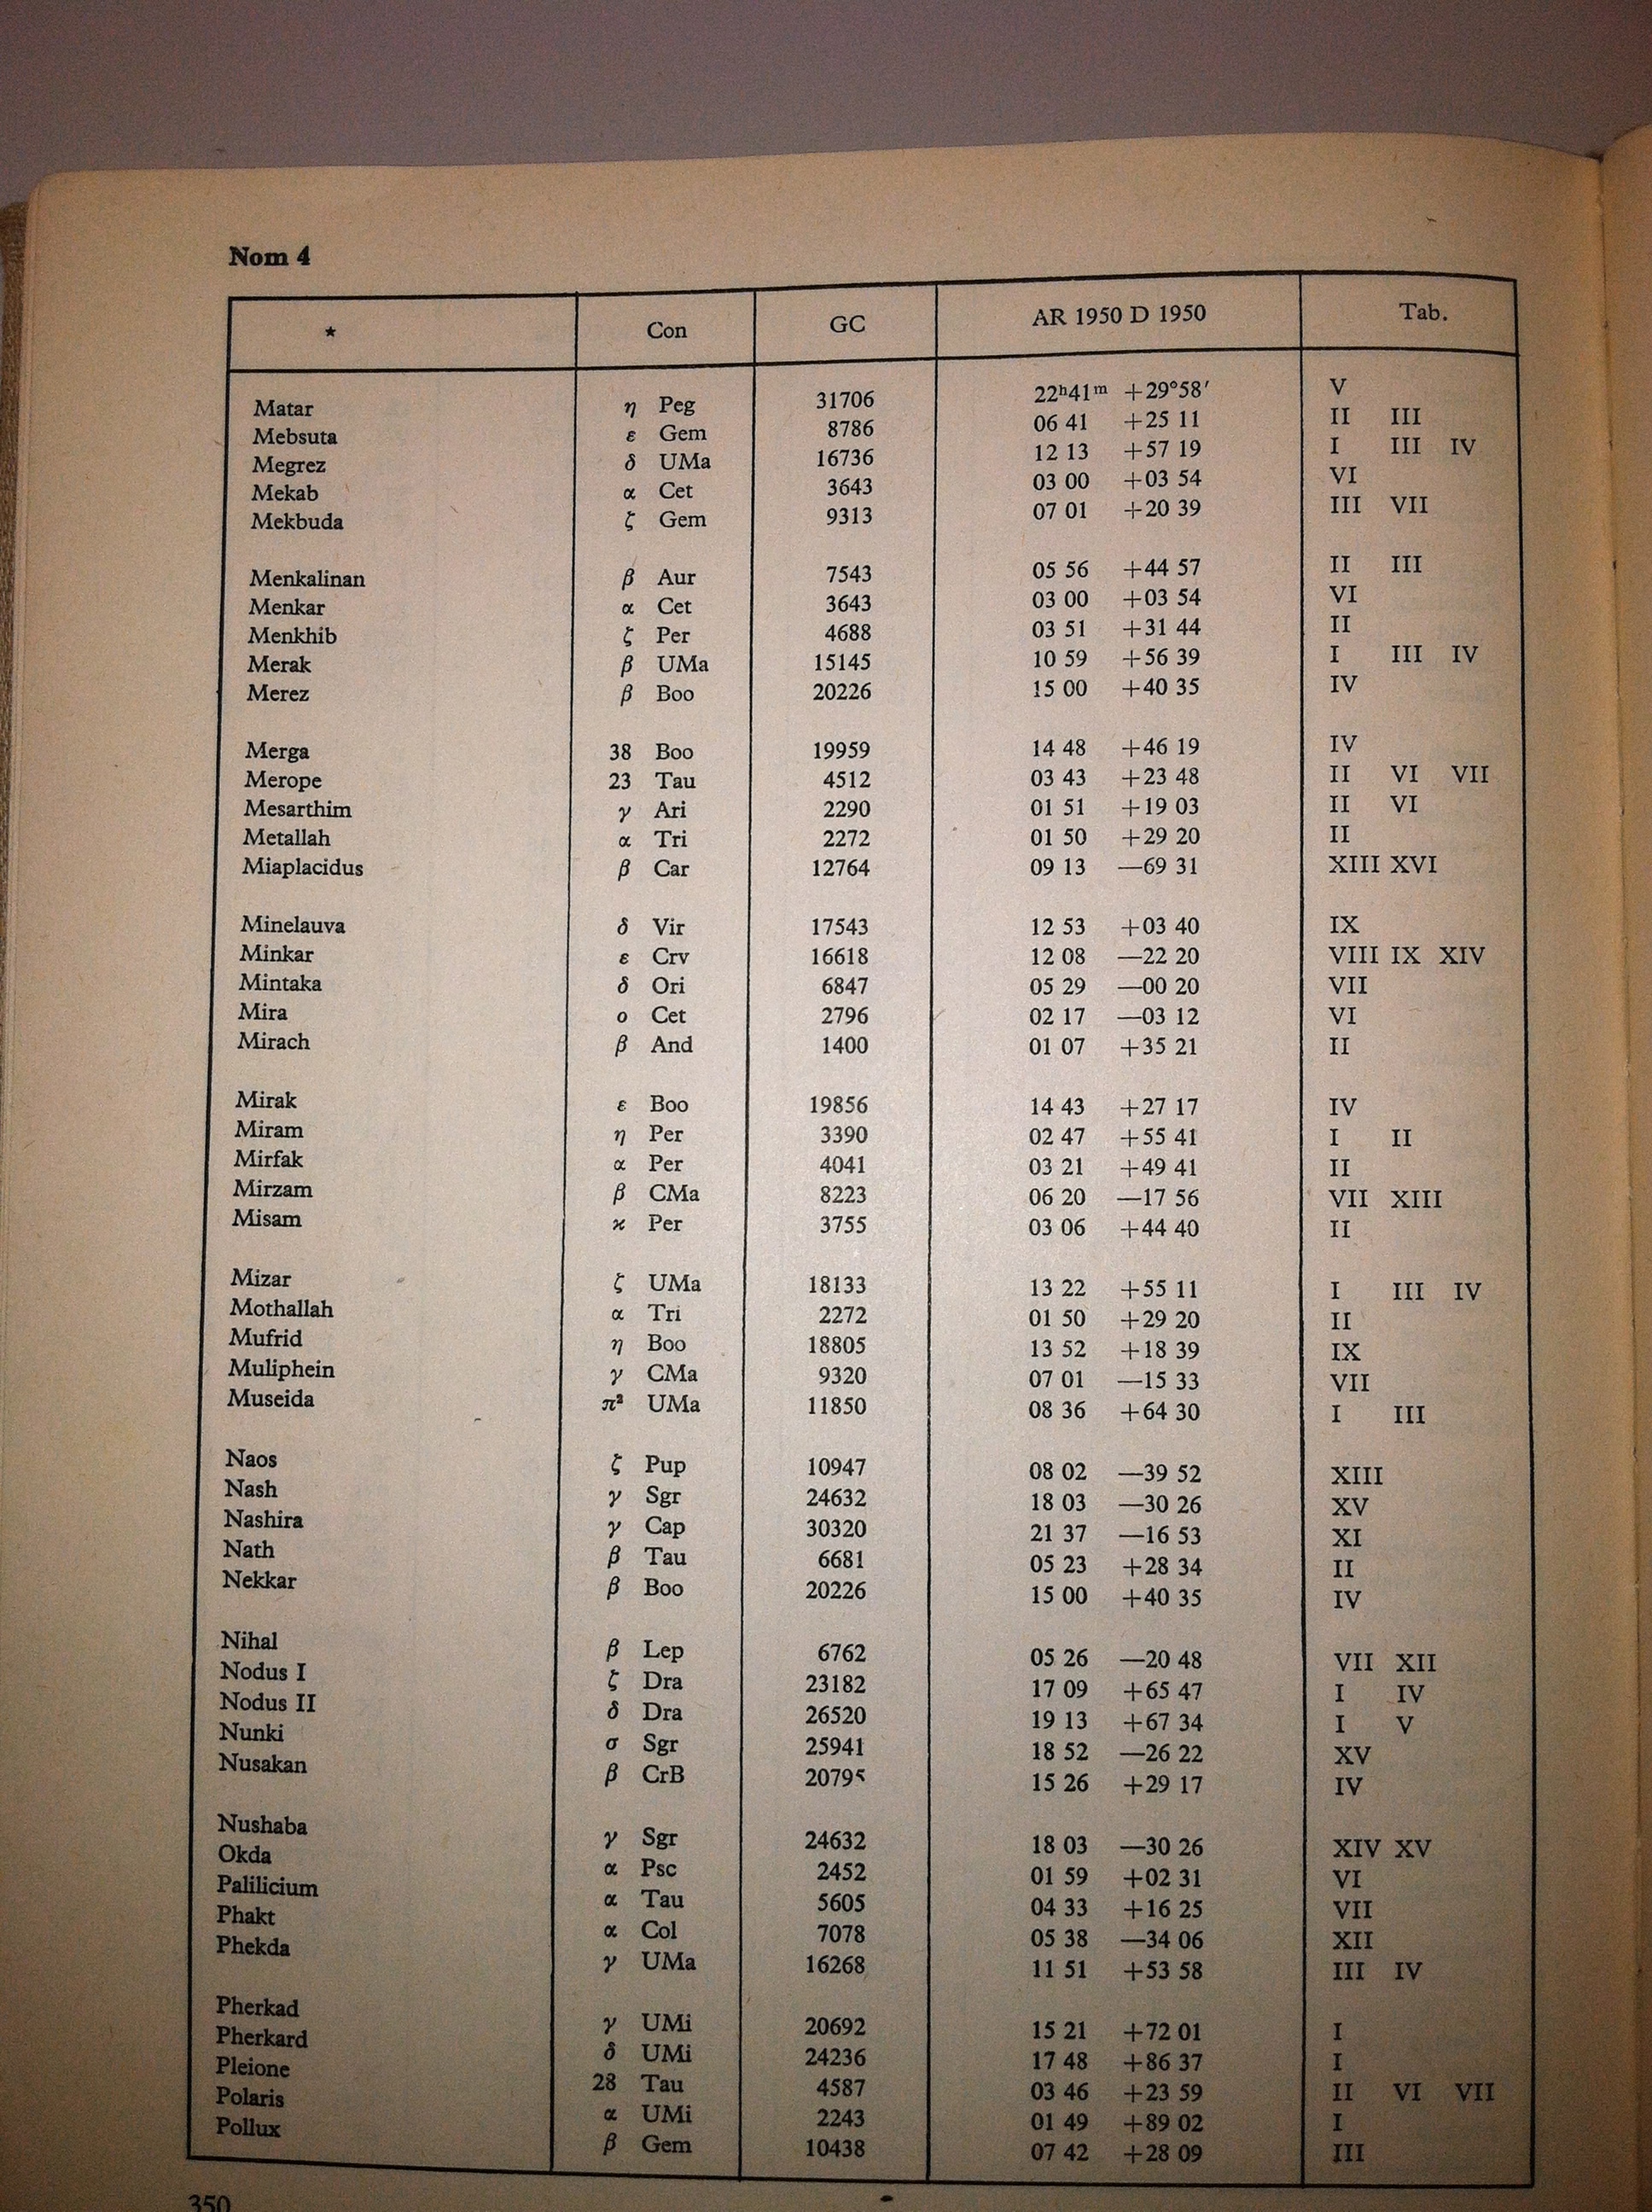 Nom 4
* Con GC AR 1950 D 1950 Tab.
Matar η Peg 31706 22ʰ41ᵐ +29°58′ V
Mebsuta ε Gem 8786 06 41 +25 11 II III
Megrez δ UMa 16736 12 13 +57 19 I III IV
Mekab α Cet 3643 03 00 +03 54 VI
Mekbuda ζ Gem 9313 07 01 +20 39 III VII
Menkalinan β Aur 7543 05 56 +44 57 II III
Menkar α Cet 3643 03 00 +03 54 VI
Menkhib ζ Per 4688 03 51 +31 44 II
Merak β UMa 15145 10 59 +56 39 I III IV
Merez β Boo 20226 15 00 +40 35 IV
Merga 38 Boo 19959 14 48 +46 19 IV
Merope 23 Tau 4512 03 43 +23 48 II VI VII
Mesarthim γ Ari 2290 01 51 +19 03 II VI
Metallah α Tri 2272 01 50 +29 20 II
Miaplacidus β Car 12764 09 13 —69 31 XIII XVI
Minelauva δ Vir 17543 12 53 +03 40 IX
Minkar ε Crv 16618 12 08 —22 20 VIII IX XIV
Mintaka δ Ori 6847 05 29 —00 20 VII
Mira ο Cet 2796 02 17 —03 12 VI
Mirach β And 1400 01 07 +35 21 II
Mirak ε Boo 19856 14 43 +27 17 IV
Miram η Per 3390 02 47 +55 41 I II
Mirfak α Per 4041 03 21 +49 41 II
Mirzam β CMa 8223 06 20 —17 56 VII XIII
Misam ϰ Per 3755 03 06 +44 40 II
Mizar ζ UMa 18133 13 22 +55 11 I III IV
Mothallah α Tri 2272 01 50 +29 20 II
Mufrid η Boo 18805 13 52 +18 39 IX
Muliphein γ CMa 9320 07 01 —15 33 VII
Museida π² UMa 11850 08 36 +64 30 I III
Naos ζ Pup 10947 08 02 —39 52 XIII
Nash γ Sgr 24632 18 03 —30 26 XV
Nashira γ Cap 30320 21 37 —16 53 XI
Nath β Tau 6681 05 23 +28 34 II
Nekkar β Boo 20226 15 00 +40 35 IV
Nihal β Lep 6762 05 26 —20 48 VII XII
Nodus I ζ Dra 23182 17 09 +65 47 I IV
Nodus II δ Dra 26520 19 13 +67 34 I V
Nunki σ Sgr 25941 18 52 —26 22 XV
Nusakan β CrB 20795 15 26 +29 17 IV
Nushaba γ Sgr 24632 18 03 —30 26 XIV XV
Okda α Psc 2452 01 59 +02 31 VI
Palilicium α Tau 5605 04 33 +16 25 VII
Phakt α Col 7078 05 38 —34 06 XII
Phekda γ UMa 16268 11 51 +53 58 III IV
Pherkad γ UMi 20692 15 21 +72 01 I
Pherkard δ UMi 24236 17 48 +86 37 I
Pleione 28 Tau 4587 03 46 +23 59 II VI VII
Polaris α UMi 2243 01 49 +89 02 I
Pollux β Gem 10438 07 42 +28 09 III
350